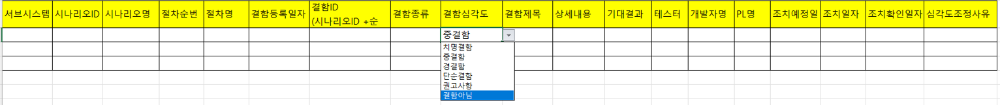 서브시스템 시나리오ID 시나리오명 절차순번 절차명 결함등록일자 결함ID
(시나리오ID +순 결함종류 결함심각도 결함제목 상세내용 기대결과 테스터 개발자명 PL명 조치예정일 조치일자 조치확인일자 심각도조정사유
중결함
치명결함
중결함
경결함
단순결함
권고사항
결함아님